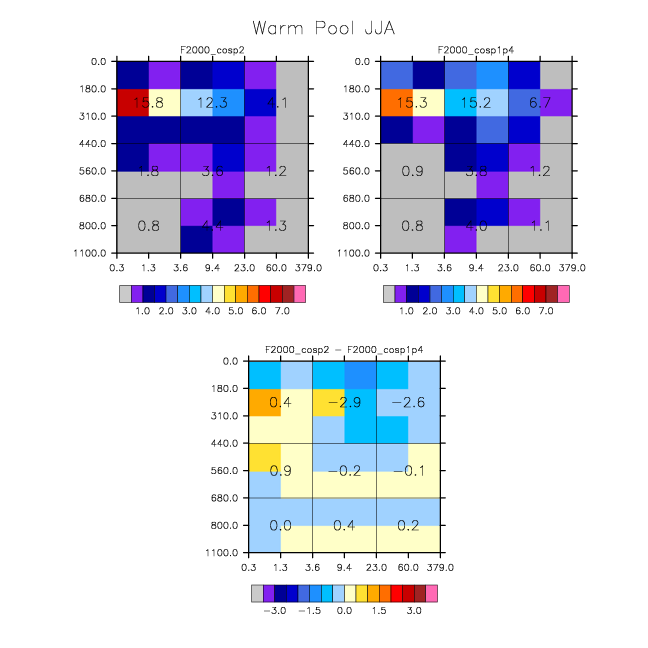 Warm Pool JJA
F2000_cosp2
0.0
180.0
310.0
440.0
560.0
680.0
800.0
1100.0
15.8 12.3 4.1
1.8 3.6 1.2
0.8 4.4 1.3
0.3 1.3 3.6 9.4 23.0 60.0 379.0
1.0 2.0 3.0 4.0 5.0 6.0 7.0
F2000_cosp1p4
0.0
180.0
310.0
440.0
560.0
680.0
800.0
1100.0
15.3 15.2 6.7
0.9 3.8 1.2
0.8 4.0 1.1
0.3 1.3 3.6 9.4 23.0 60.0 379.0
1.0 2.0 3.0 4.0 5.0 6.0 7.0
F2000_cosp2 − F2000_cosp1p4
0.0
180.0
310.0
440.0
560.0
680.0
800.0
1100.0
0.4 −2.9 −2.6
0.9 −0.2 −0.1
0.0 0.4 0.2
0.3 1.3 3.6 9.4 23.0 60.0 379.0
−3.0 −1.5 0.0 1.5 3.0